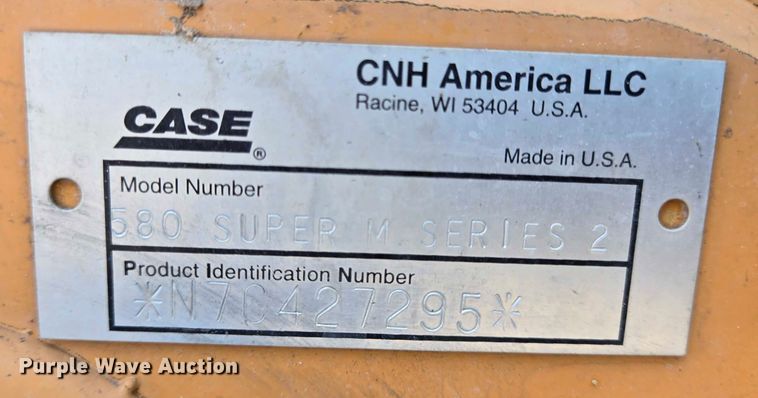 CNH America LLC
Racine, WI 53404 U.S.A.
CASE
®
Made in U.S.A.
Model Number
580 SUPER M SERIES 2
Product Identification Number
*N7C427295*
Purple Wave Auction